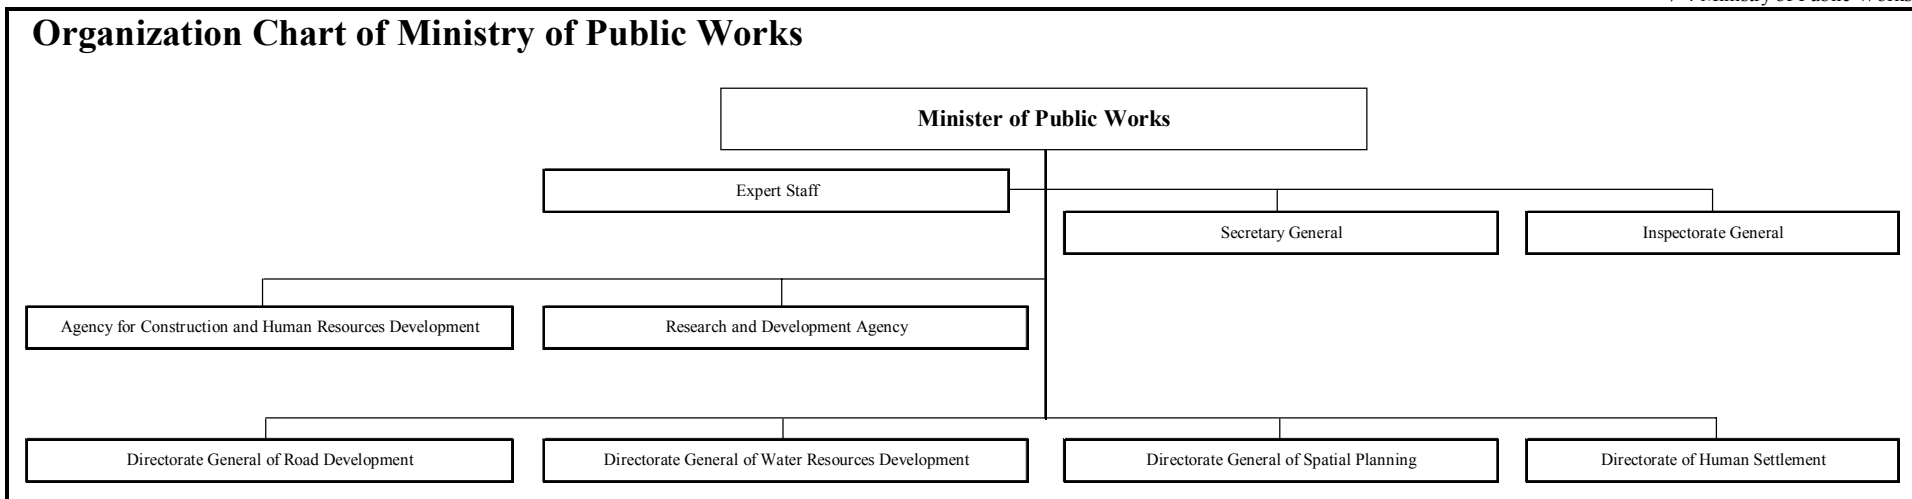 Organization Chart of Ministry of Public Works
Minister of Public Works
Expert Staff
Secretary General
Inspectorate General
Agency for Construction and Human Resources Development
Research and Development Agency
Directorate General of Road Development
Directorate General of Water Resources Development
Directorate General of Spatial Planning
Directorate of Human Settlement